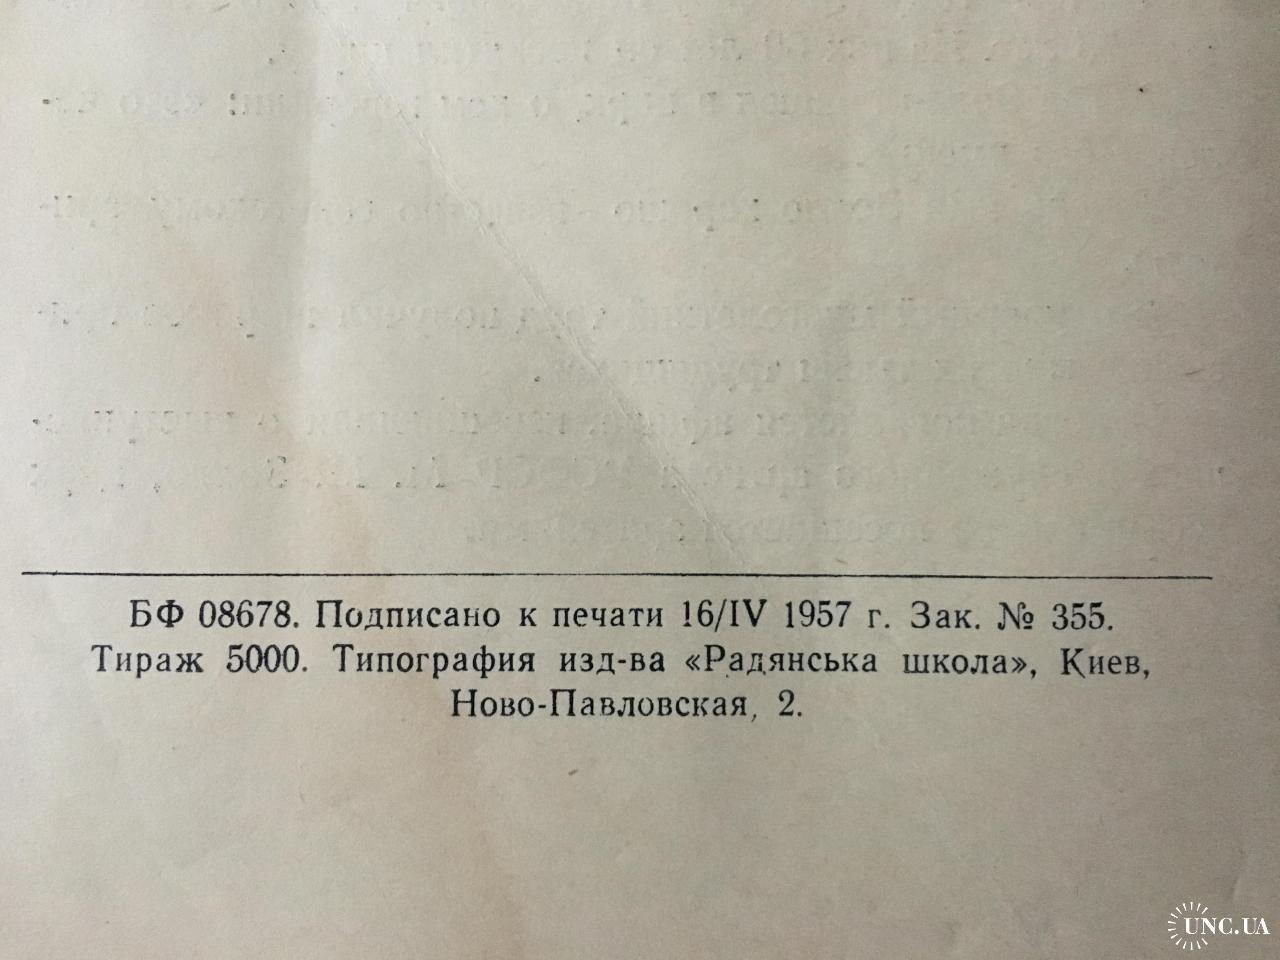 БФ 08678. Подписано к печати 16/IV 1957 г. Зак. № 355.
Тираж 5000. Типография изд-ва «Радянська школа», Киев,
Ново-Павловская, 2.
UNC.UA